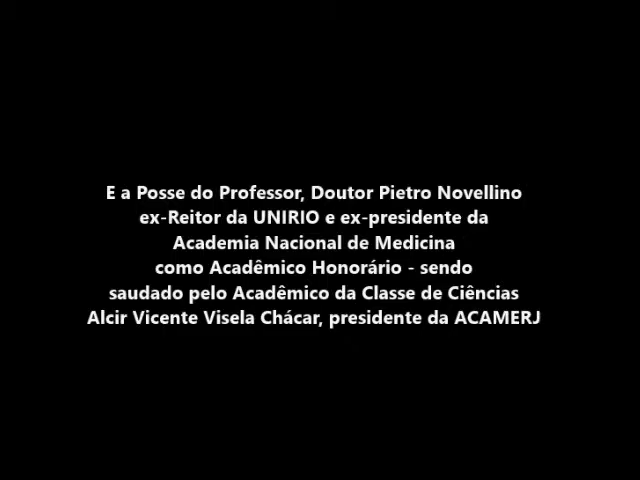 E a Posse do Professor, Doutor Pietro Novellino
ex-Reitor da UNIRIO e ex-presidente da
Academia Nacional de Medicina
como Acadêmico Honorário - sendo
saudado pelo Acadêmico da Classe de Ciências
Alcir Vicente Visela Chácar, presidente da ACAMERJ